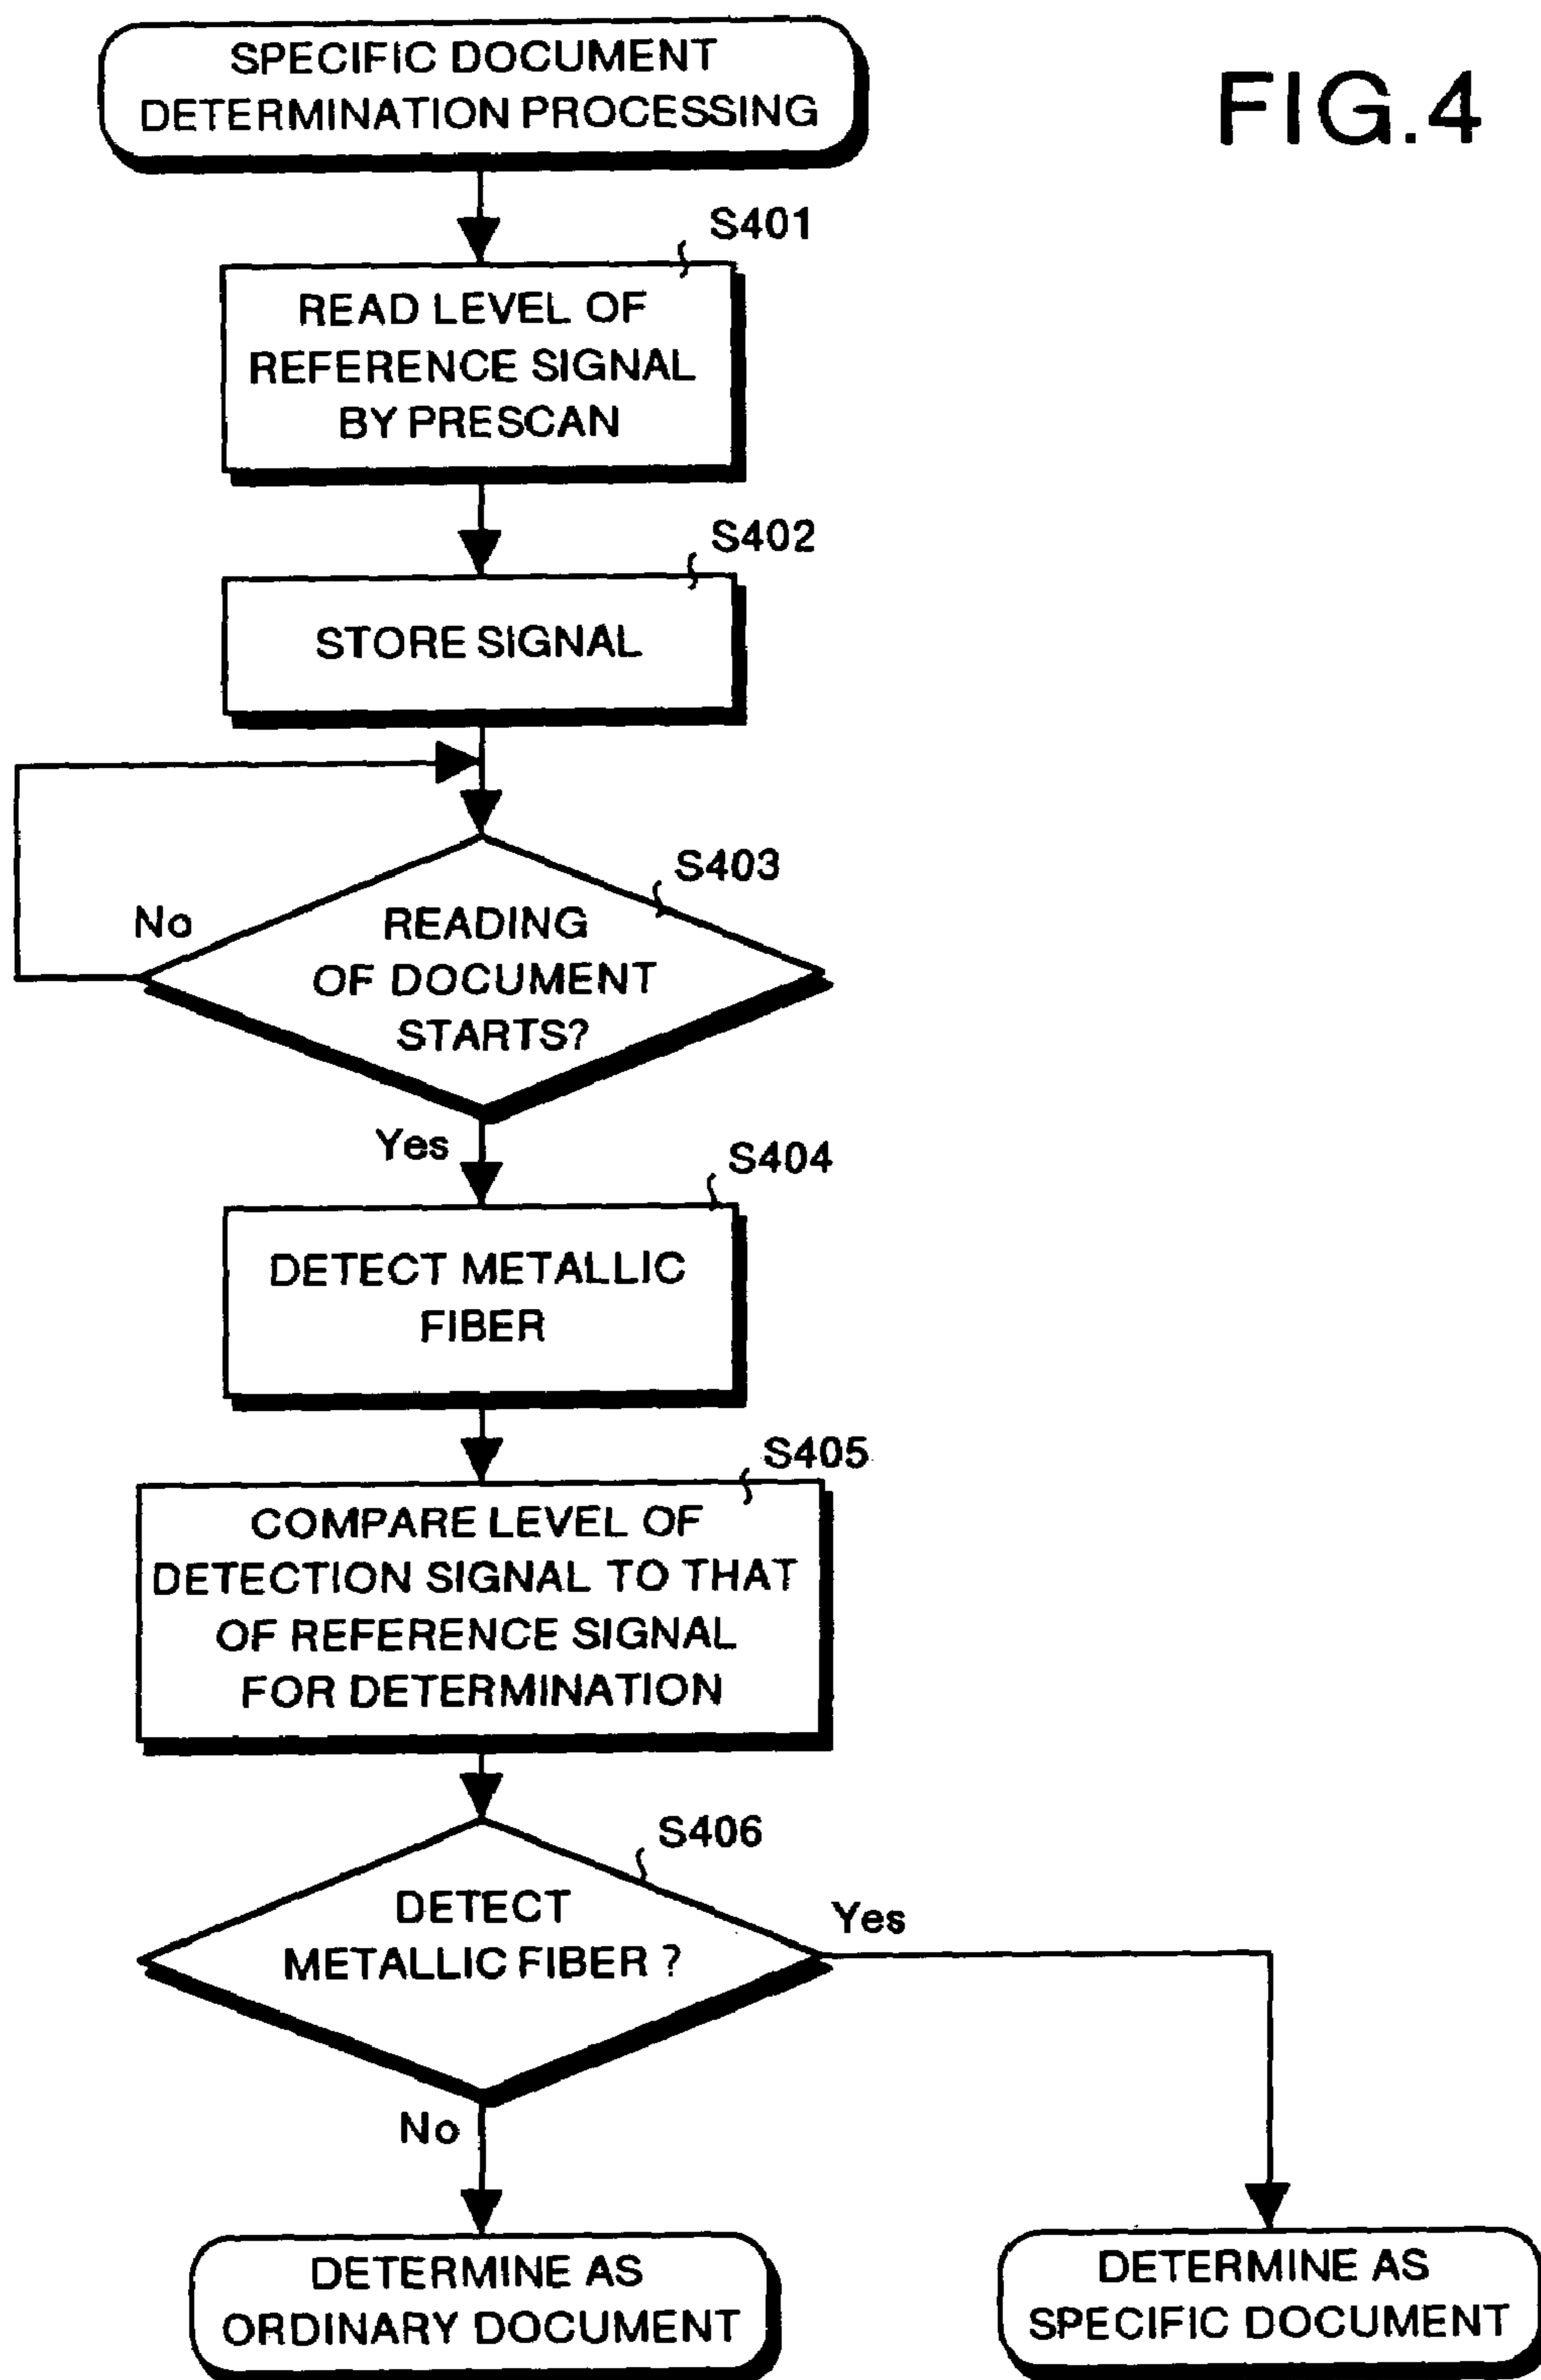 SPECIFIC DOCUMENT
DETERMINATION PROCESSING
FIG.4
S401
READ LEVEL OF
REFERENCE SIGNAL
BY PRESCAN
S402
STORE SIGNAL
S403
No
READING
OF DOCUMENT
STARTS?
Yes
S404
DETECT METALLIC
FIBER
S405
COMPARE LEVEL OF
DETECTION SIGNAL TO THAT
OF REFERENCE SIGNAL
FOR DETERMINATION
S406
DETECT
METALLIC FIBER ?
Yes
No
DETERMINE AS
ORDINARY DOCUMENT
DETERMINE AS
SPECIFIC DOCUMENT